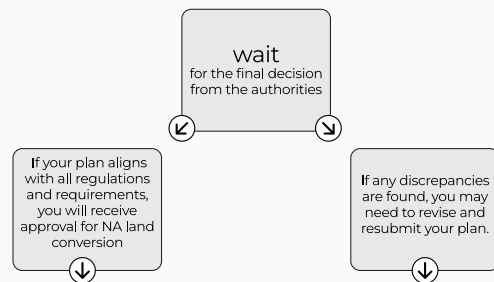 wait
for the final decision
from the authorities
If your plan aligns
with all regulations
and requirements,
you will receive
approval for NA land
conversion
If any discrepancies
are found, you may
need to revise and
resubmit your plan.